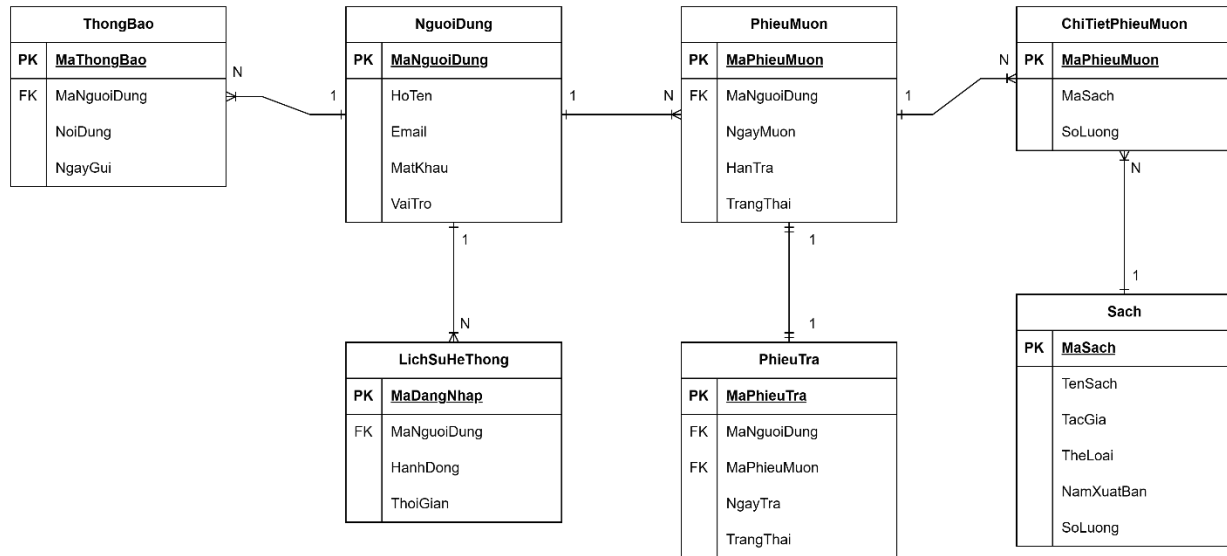 ThongBao
PK MaThongBao
FK MaNguoiDung
NoiDung
NgayGui
N
1
NguoiDung
PK MaNguoiDung
HoTen
Email
MatKhau
VaiTro
1
N
1
N
PhieuMuon
PK MaPhieuMuon
FK MaNguoiDung
NgayMuon
HanTra
TrangThai
1
N
1
1
ChiTietPhieuMuon
PK MaPhieuMuon
MaSach
SoLuong
N
1
LichSuHeThong
PK MaDangNhap
FK MaNguoiDung
HanhDong
ThoiGian
PhieuTra
PK MaPhieuTra
FK MaNguoiDung
FK MaPhieuMuon
NgayTra
TrangThai
Sach
PK MaSach
TenSach
TacGia
TheLoai
NamXuatBan
SoLuong